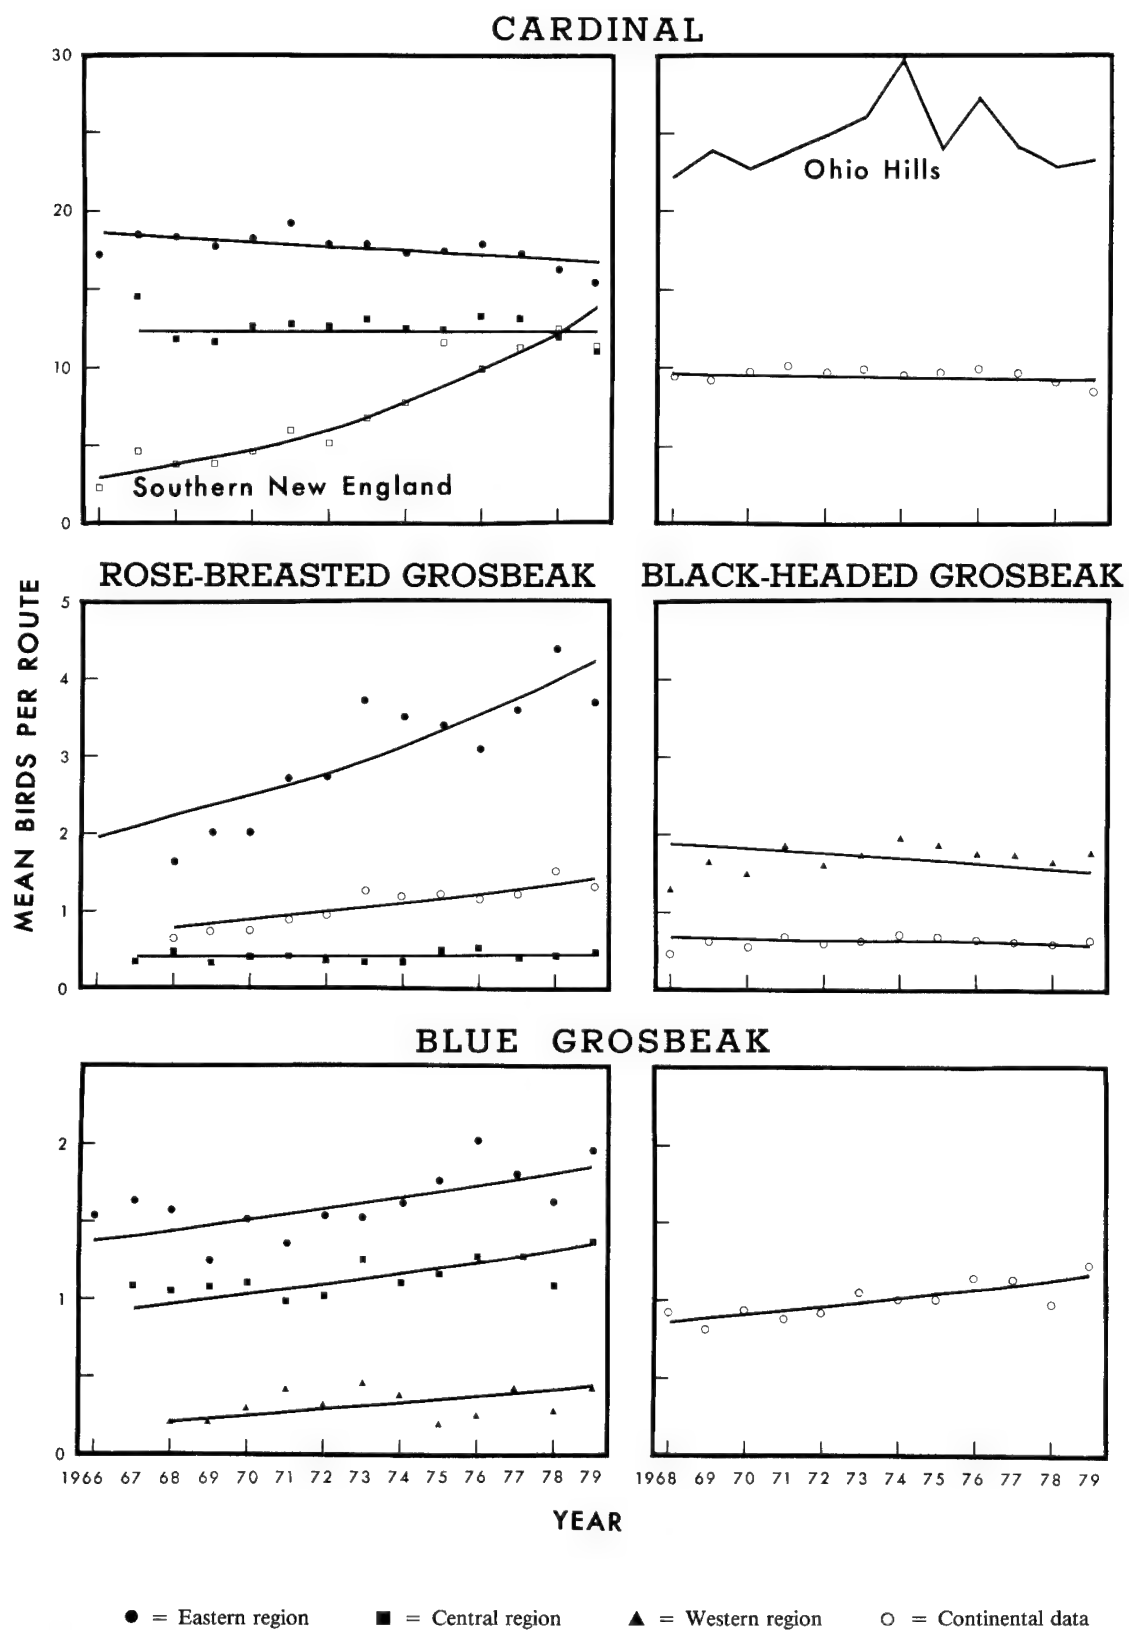 CARDINAL
30
20
10
0
Southern New England
Ohio Hills
ROSE-BREASTED GROSBEAK
BLACK-HEADED GROSBEAK
MEAN BIRDS PER ROUTE
5
4
3
2
1
0
BLUE GROSBEAK
2
1
0
1966 67 68 69 70 71 72 73 74 75 76 77 78 79
1968 69 70 71 72 73 74 75 76 77 78 79
YEAR
● = Eastern region ■ = Central region ▲ = Western region ○ = Continental data